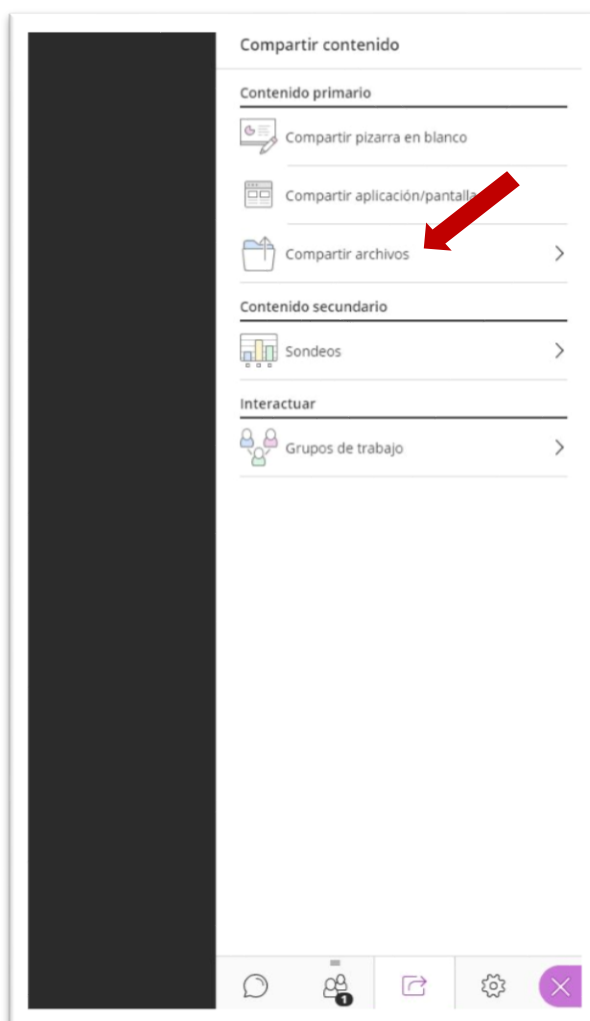 Compartir contenido
Contenido primario
Compartir pizarra en blanco
Compartir aplicación/pantalla
Compartir archivos
Contenido secundario
Sondeos
Interactuar
Grupos de trabajo
1